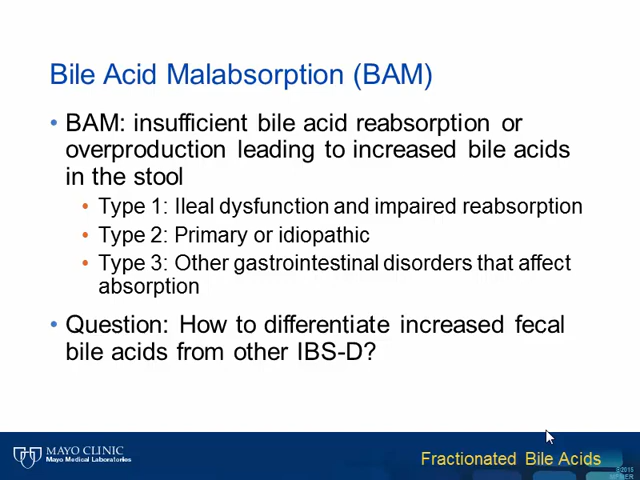 Bile Acid Malabsorption (BAM)
• BAM: insufficient bile acid reabsorption or
overproduction leading to increased bile acids
in the stool
• Type 1: Ileal dysfunction and impaired reabsorption
• Type 2: Primary or idiopathic
• Type 3: Other gastrointestinal disorders that affect
absorption
• Question: How to differentiate increased fecal
bile acids from other IBS-D?
MAYO CLINIC
Mayo Medical Laboratories
Fractionated Bile Acids